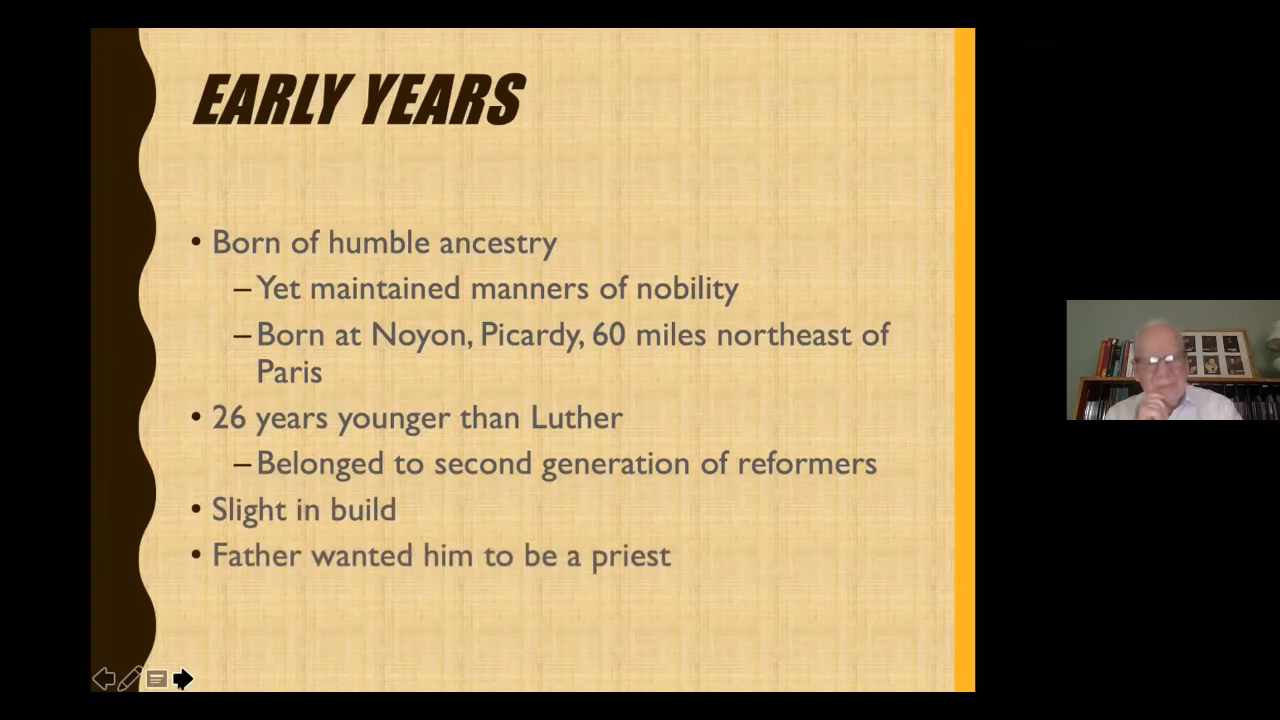 EARLY YEARS
• Born of humble ancestry
– Yet maintained manners of nobility
– Born at Noyon, Picardy, 60 miles northeast of
Paris
• 26 years younger than Luther
– Belonged to second generation of reformers
• Slight in build
• Father wanted him to be a priest